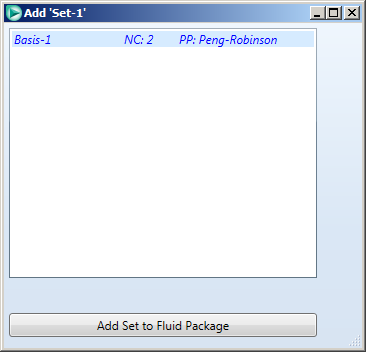 Add 'Set-1'
Basis-1 NC: 2 PP: Peng-Robinson
Add Set to Fluid Package